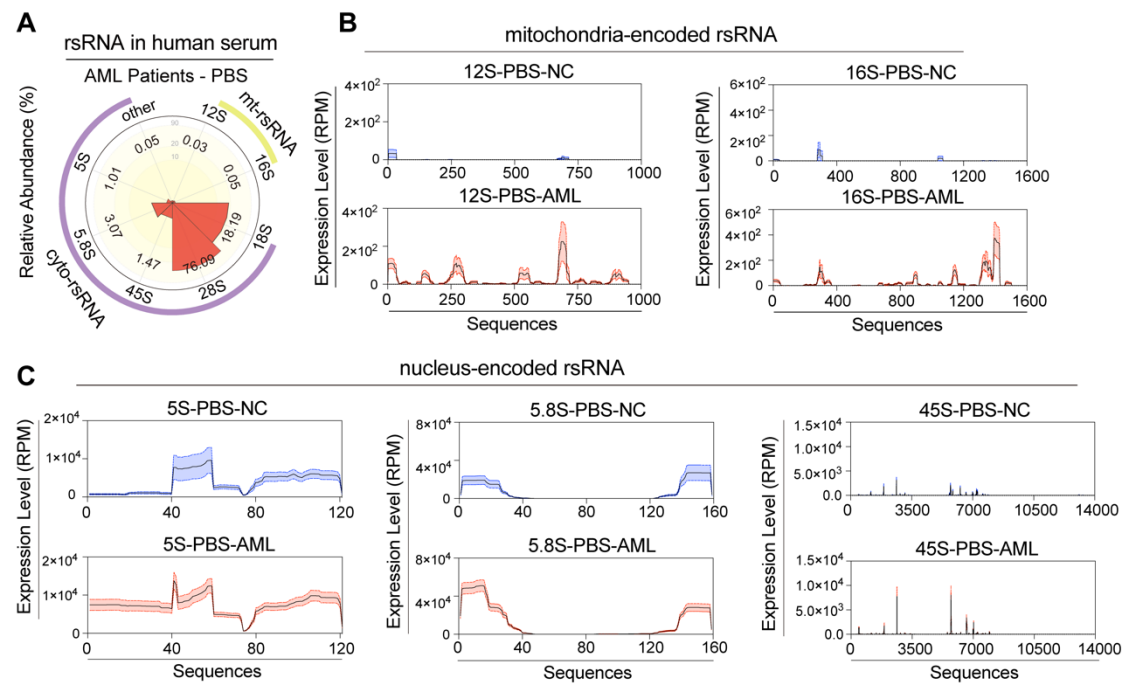 A
rsRNA in human serum
AML Patients - PBS
Relative Abundance (%)
other
12S
mt-rsRNA
16S
18S
28S
45S
5.8S
5S
cyto-rsRNA
90
20
10
0.05
0.03
0.05
18.19
76.09
1.47
3.07
1.01
B
mitochondria-encoded rsRNA
12S-PBS-NC
4×10²
2×10²
0
0 250 500 750 1000
12S-PBS-AML
4×10²
2×10²
0
0 250 500 750 1000
Expression Level (RPM)
Sequences
16S-PBS-NC
6×10²
4×10²
2×10²
0
0 400 800 1200 1600
16S-PBS-AML
6×10²
4×10²
2×10²
0
0 400 800 1200 1600
Expression Level (RPM)
Sequences
C
nucleus-encoded rsRNA
5S-PBS-NC
2×10⁴
1×10⁴
0
0 20 40 60 80 100 120
5S-PBS-AML
2×10⁴
1×10⁴
0
0 20 40 60 80 100 120
Expression Level (RPM)
Sequences
5.8S-PBS-NC
8×10⁴
4×10⁴
0
0 40 80 120 160
5.8S-PBS-AML
8×10⁴
4×10⁴
0
0 40 80 120 160
Expression Level (RPM)
Sequences
45S-PBS-NC
1.5×10⁴
1.0×10⁴
5.0×10³
0
0 3500 7000 10500 14000
45S-PBS-AML
1.5×10⁴
1.0×10⁴
5.0×10³
0
0 3500 7000 10500 14000
Expression Level (RPM)
Sequences